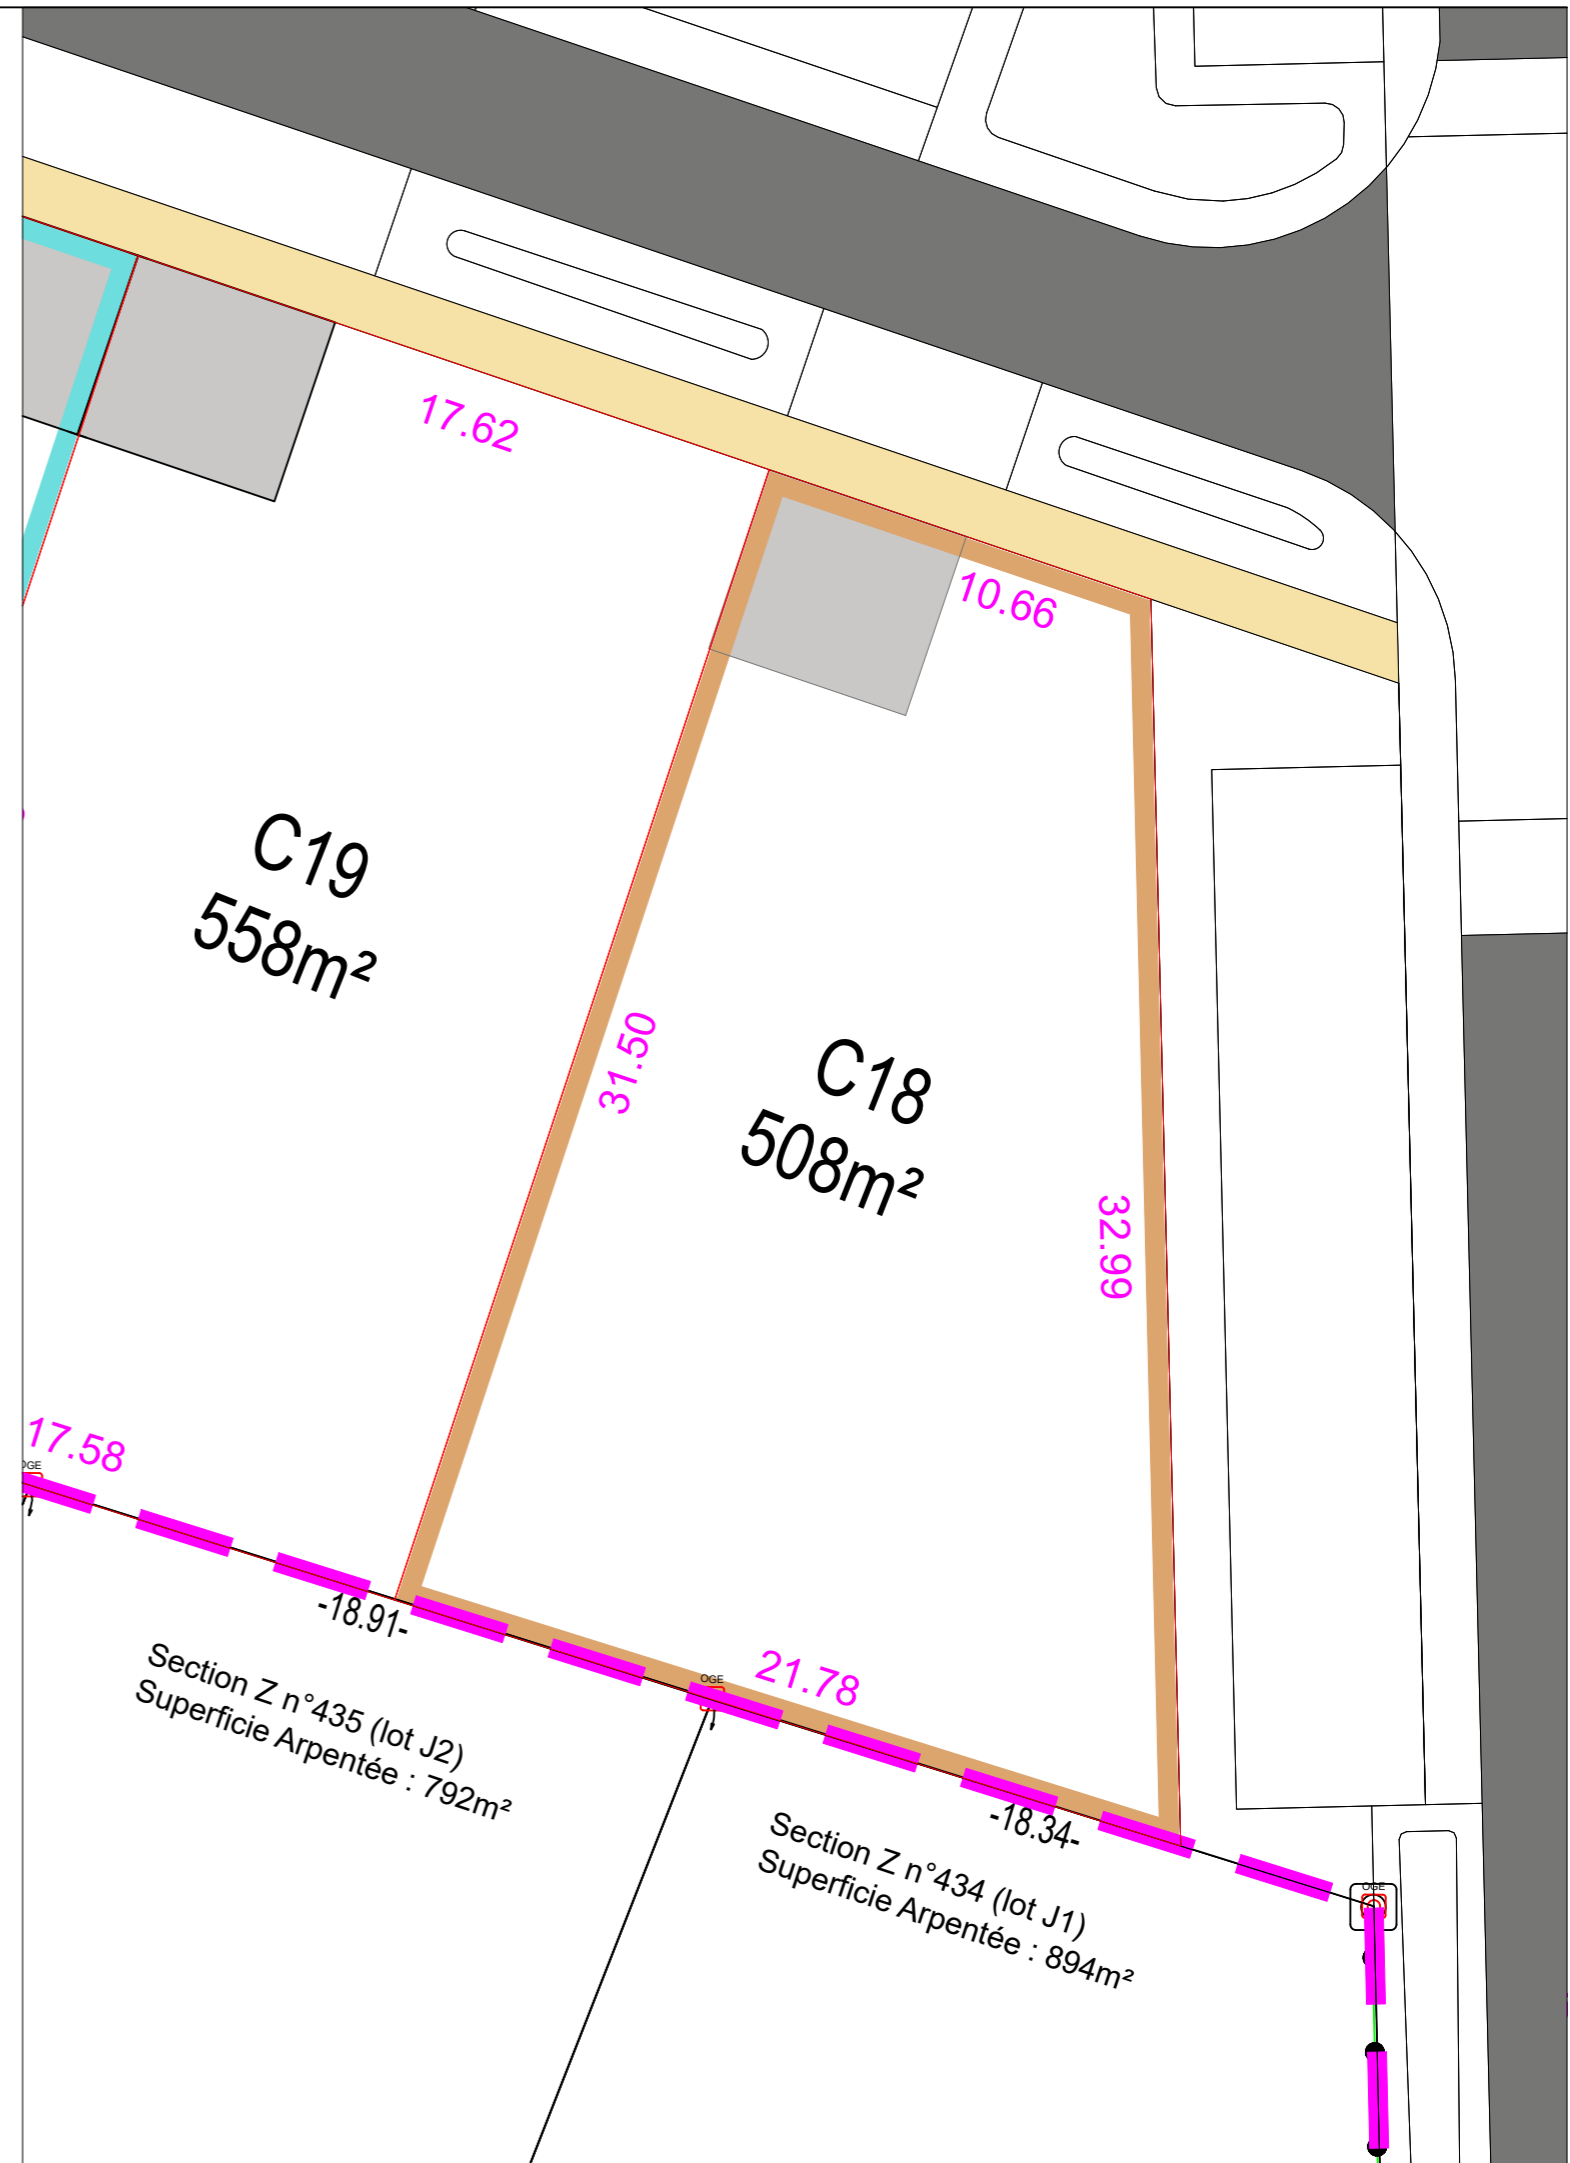 17.62
10.66
C19
558m²
31.50
C18
508m²
32.99
17.58
OGE
-18.91-
Section Z n°435 (lot J2)
Superficie Arpentée : 792m²
OGE
21.78
-18.34-
Section Z n°434 (lot J1)
Superficie Arpentée : 894m²
OGE